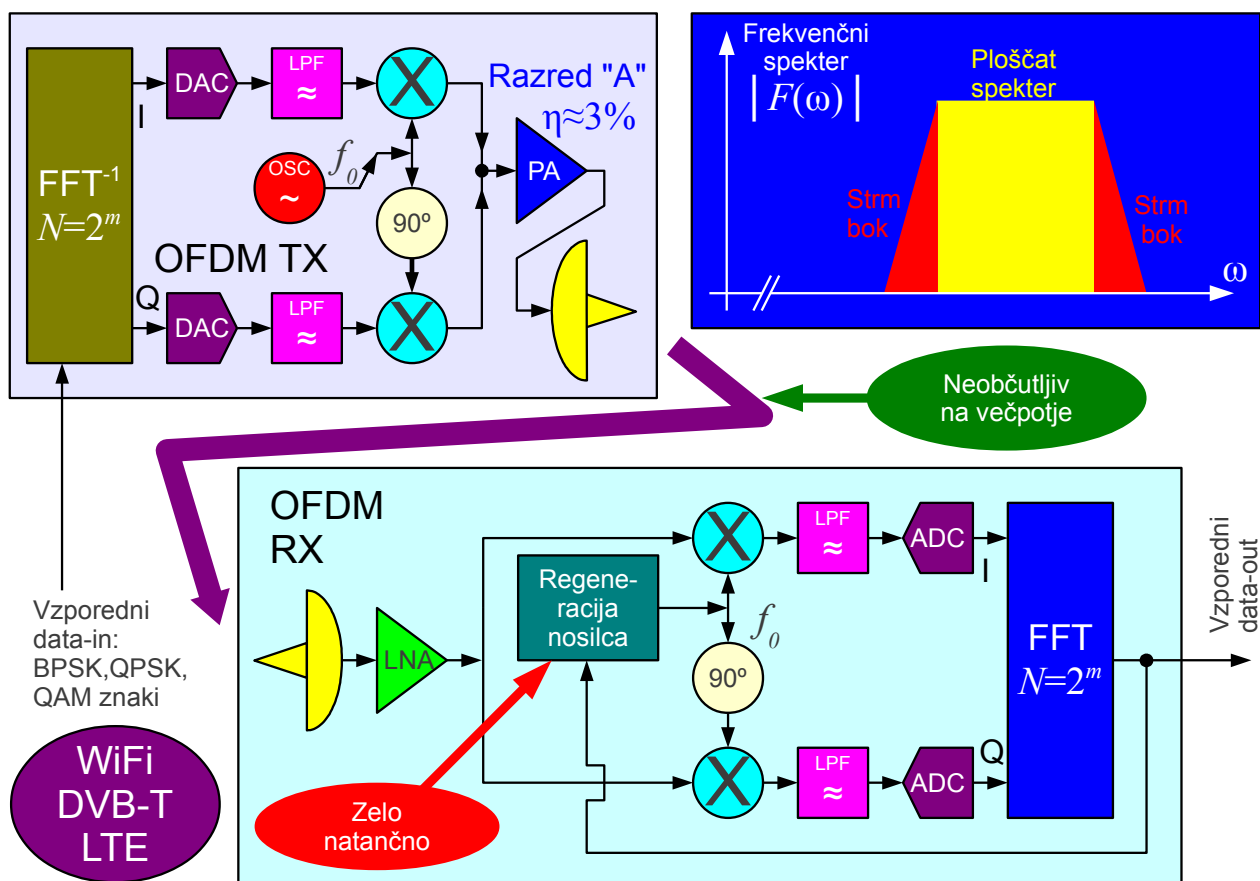 DAC
LPF
≈
X
Razred "A"
η≈3%
I
OSC
~
f₀
PA
FFT⁻¹
N=2ᵐ
90º
OFDM TX
Q
DAC
LPF
≈
X
Frekvenčni
spekter
|F(ω)|
Ploščat
spekter
Strm
bok
Strm
bok
ω
Neobčutljiv
na večpotje
Vzporedni
data-in:
BPSK,QPSK,
QAM znaki
WiFi
DVB-T
LTE
OFDM
RX
LNA
Regene-
racija
nosilca
X
LPF
≈
ADC
I
f₀
90º
FFT
N=2ᵐ
X
LPF
≈
ADC
Q
Zelo
natančno
Vzporedni
data-out